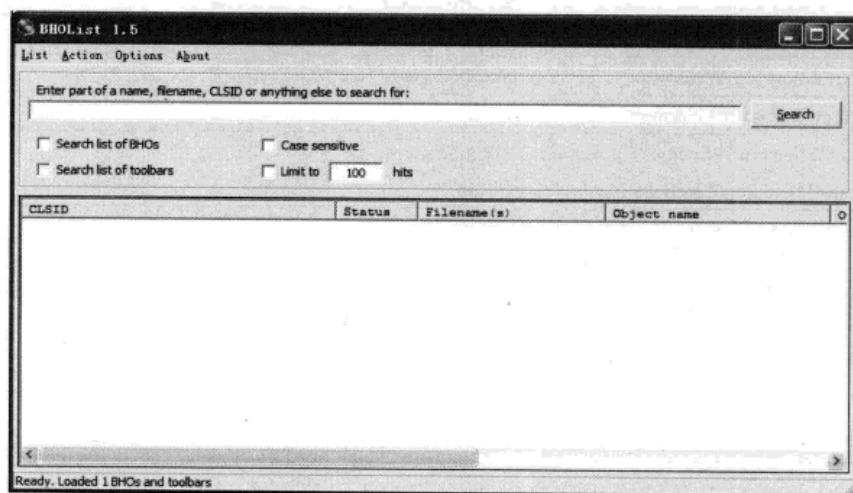 BHOList 1.5
List Action Options About
Enter part of a name, filename, CLSID or anything else to search for:
Search
Search list of BHOs Case sensitive
Search list of toolbars Limit to 100 hits
CLSID Status Filename(s) Object name O
Ready. Loaded 1 BHOs and toolbars